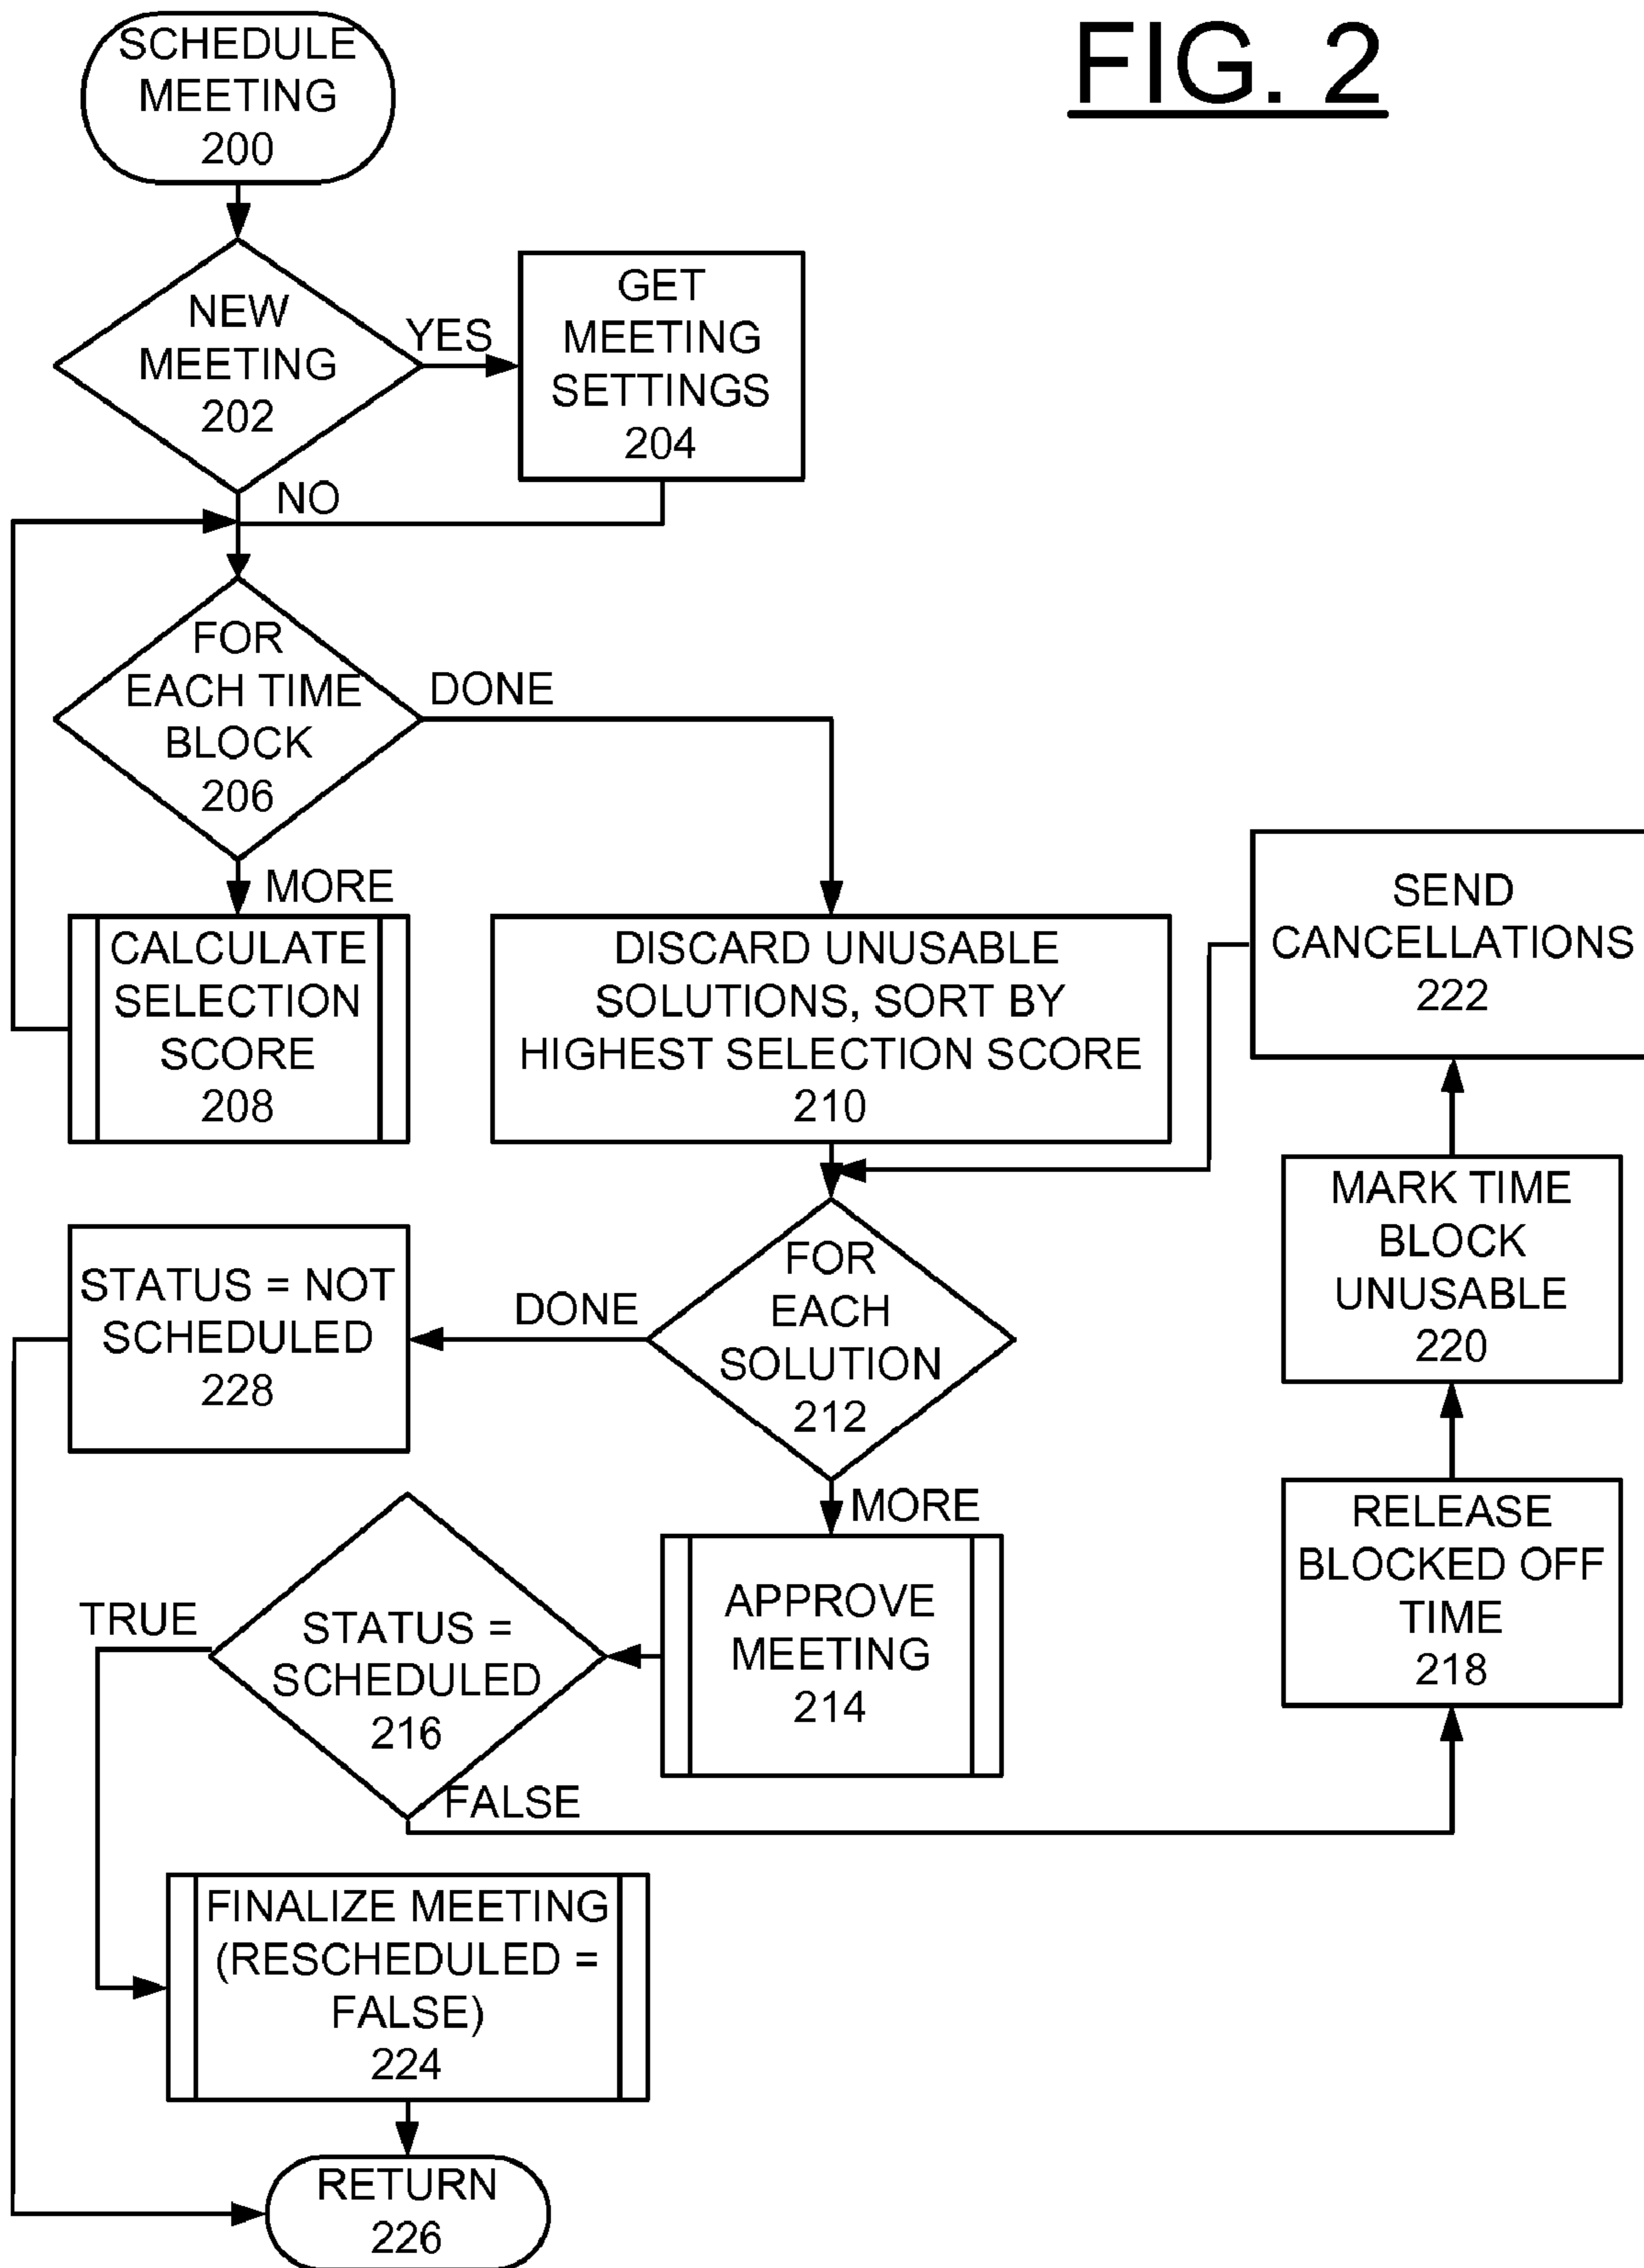 FIG. 2
SCHEDULE
MEETING
200
NEW
MEETING
202
YES
GET
MEETING
SETTINGS
204
NO
FOR
EACH TIME
BLOCK
206
DONE
MORE
CALCULATE
SELECTION
SCORE
208
DISCARD UNUSABLE
SOLUTIONS, SORT BY
HIGHEST SELECTION SCORE
210
SEND
CANCELLATIONS
222
MARK TIME
BLOCK
UNUSABLE
220
FOR
EACH
SOLUTION
212
DONE
STATUS = NOT
SCHEDULED
228
MORE
APPROVE
MEETING
214
RELEASE
BLOCKED OFF
TIME
218
STATUS =
SCHEDULED
216
TRUE
FALSE
FINALIZE MEETING
(RESCHEDULED =
FALSE)
224
RETURN
226